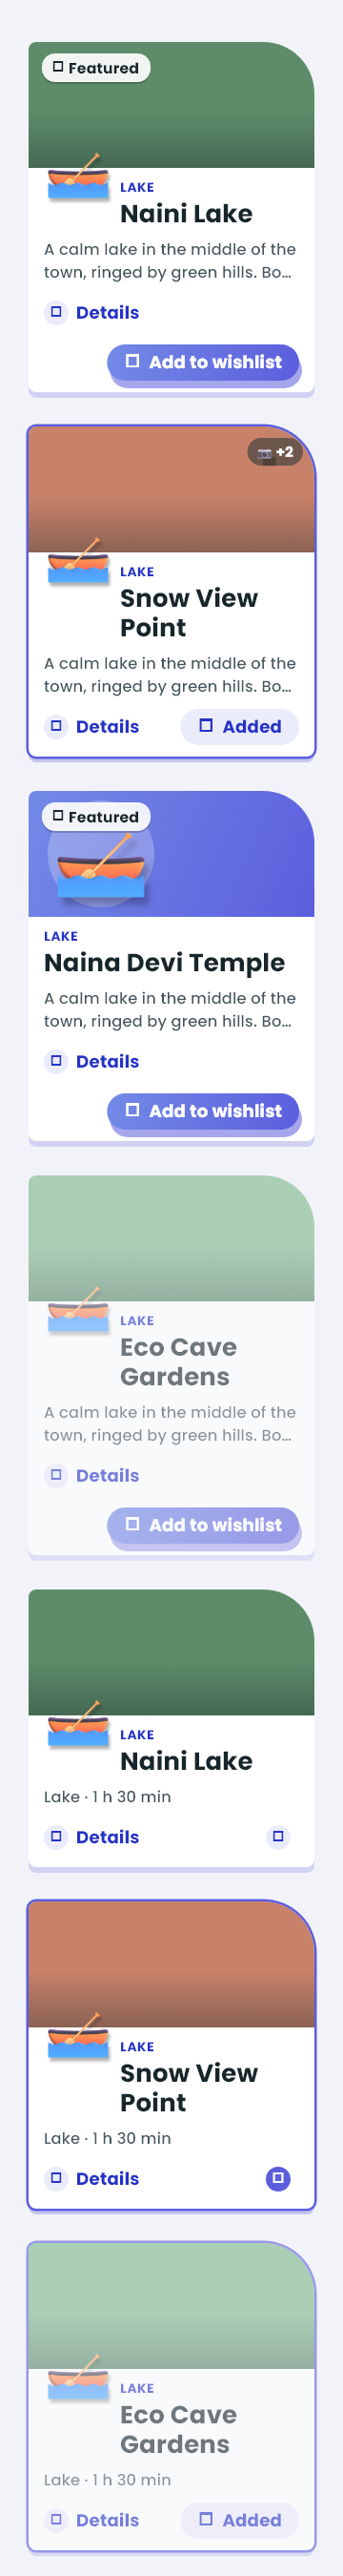 Featured
LAKE
Naini Lake
A calm lake in the middle of the
town, ringed by green hills. Bo...
Details
Add to wishlist
+2
LAKE
Snow View
Point
A calm lake in the middle of the
town, ringed by green hills. Bo...
Details
Added
Featured
LAKE
Naina Devi Temple
A calm lake in the middle of the
town, ringed by green hills. Bo...
Details
Add to wishlist
LAKE
Eco Cave
Gardens
A calm lake in the middle of the
town, ringed by green hills. Bo...
Details
Add to wishlist
LAKE
Naini Lake
Lake · 1 h 30 min
Details
LAKE
Snow View
Point
Lake · 1 h 30 min
Details
LAKE
Eco Cave
Gardens
Lake · 1 h 30 min
Details
Added